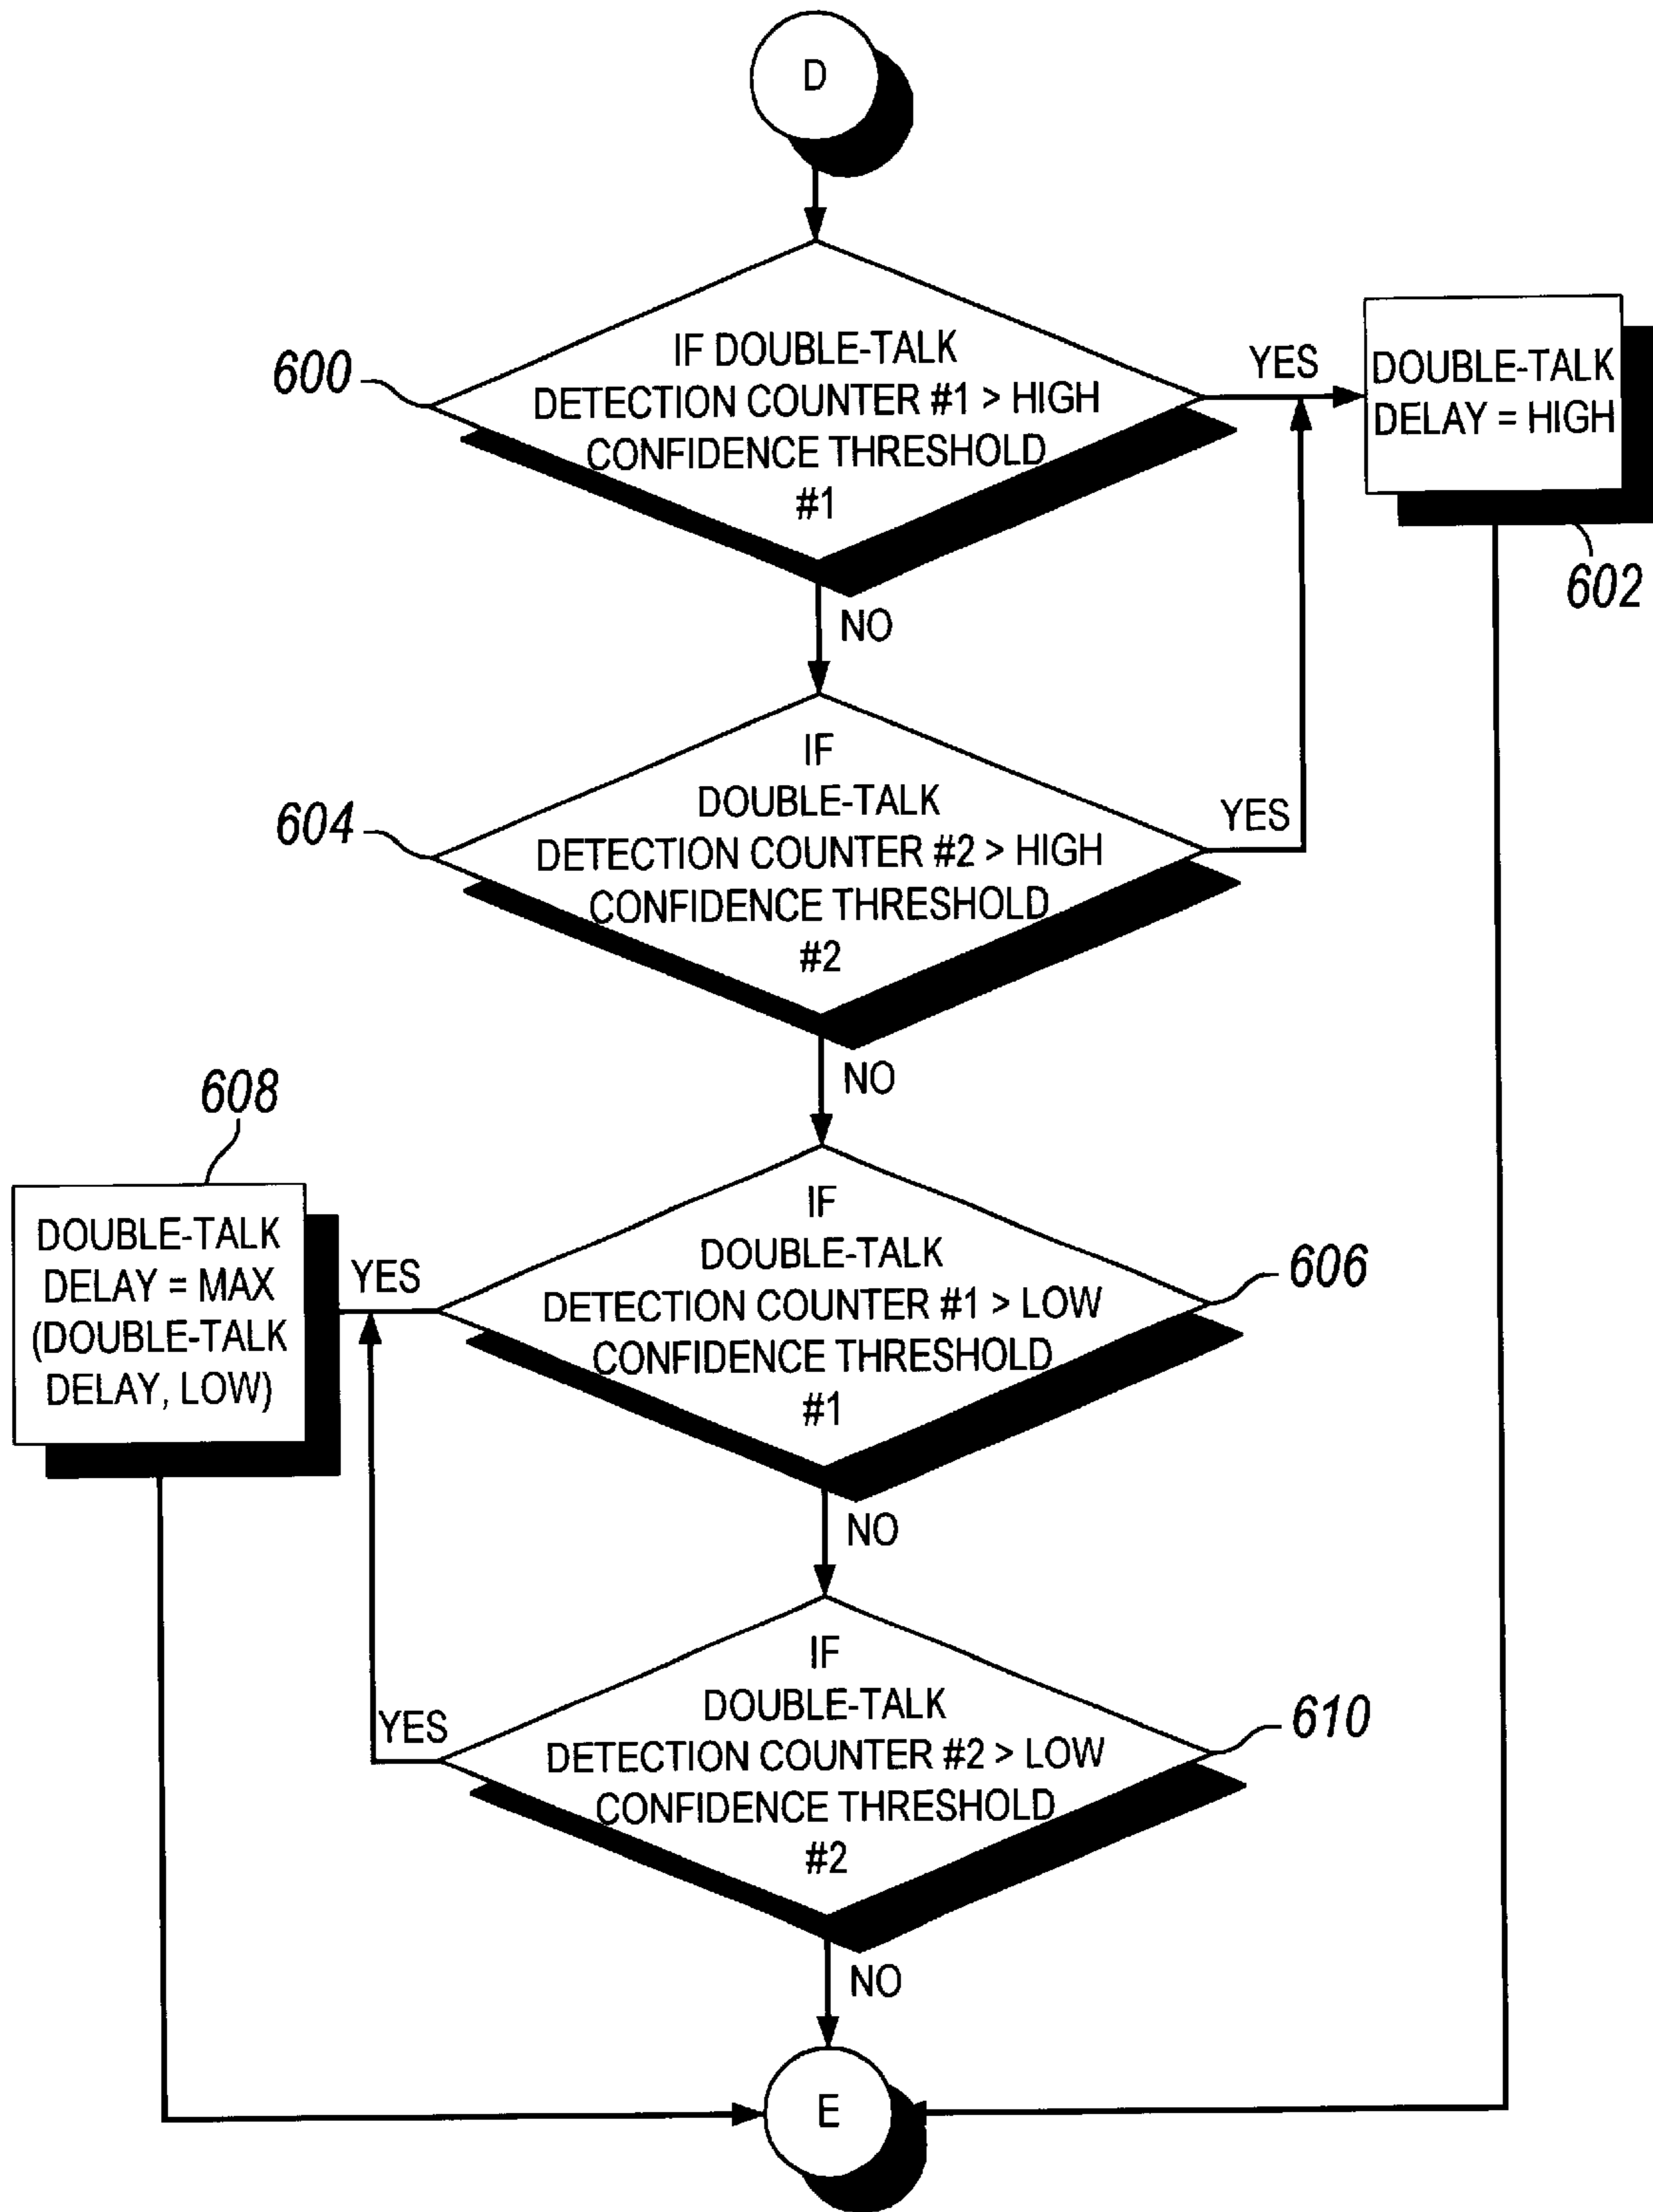 D
600
IF DOUBLE-TALK
DETECTION COUNTER #1 > HIGH
CONFIDENCE THRESHOLD
#1
YES
DOUBLE-TALK
DELAY = HIGH
602
NO
604
IF
DOUBLE-TALK
DETECTION COUNTER #2 > HIGH
CONFIDENCE THRESHOLD
#2
YES
NO
608
DOUBLE-TALK
DELAY = MAX
(DOUBLE-TALK
DELAY, LOW)
YES
IF
DOUBLE-TALK
DETECTION COUNTER #1 > LOW
CONFIDENCE THRESHOLD
#1
606
NO
YES
IF
DOUBLE-TALK
DETECTION COUNTER #2 > LOW
CONFIDENCE THRESHOLD
#2
610
NO
E